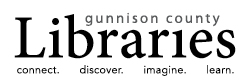 gunnison county
Libraries
connect. discover. imagine. learn.